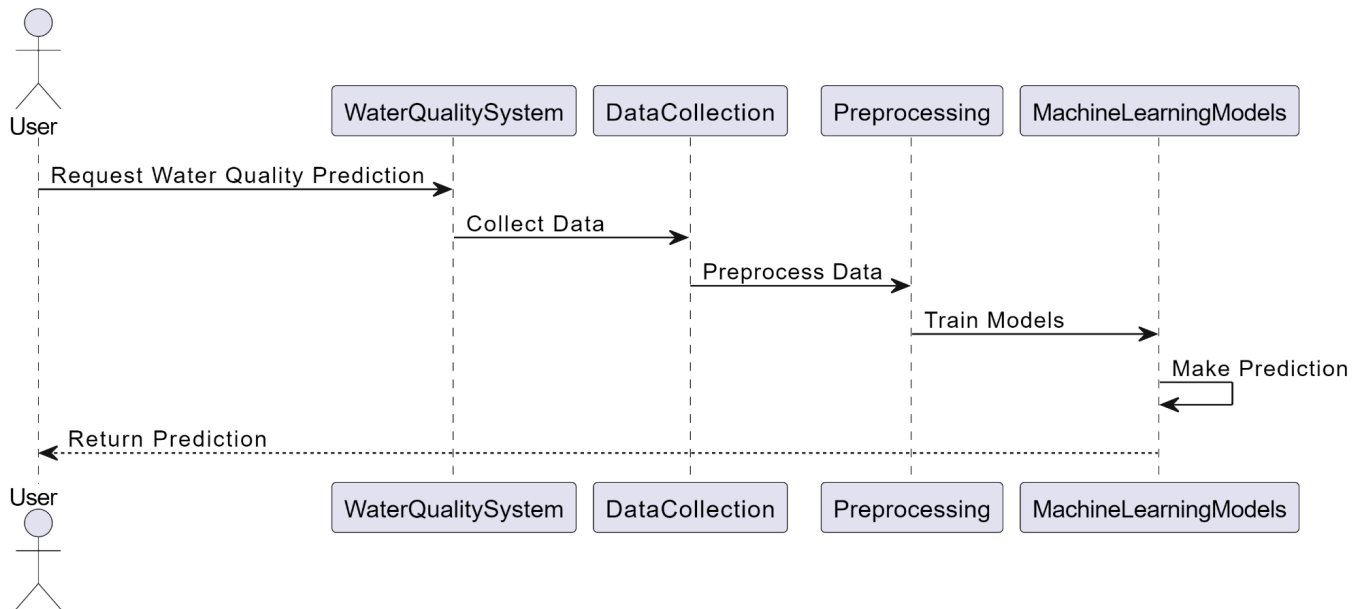 User
WaterQualitySystem
DataCollection
Preprocessing
MachineLearningModels
Request Water Quality Prediction
Collect Data
Preprocess Data
Train Models
Make Prediction
Return Prediction
User
WaterQualitySystem
DataCollection
Preprocessing
MachineLearningModels